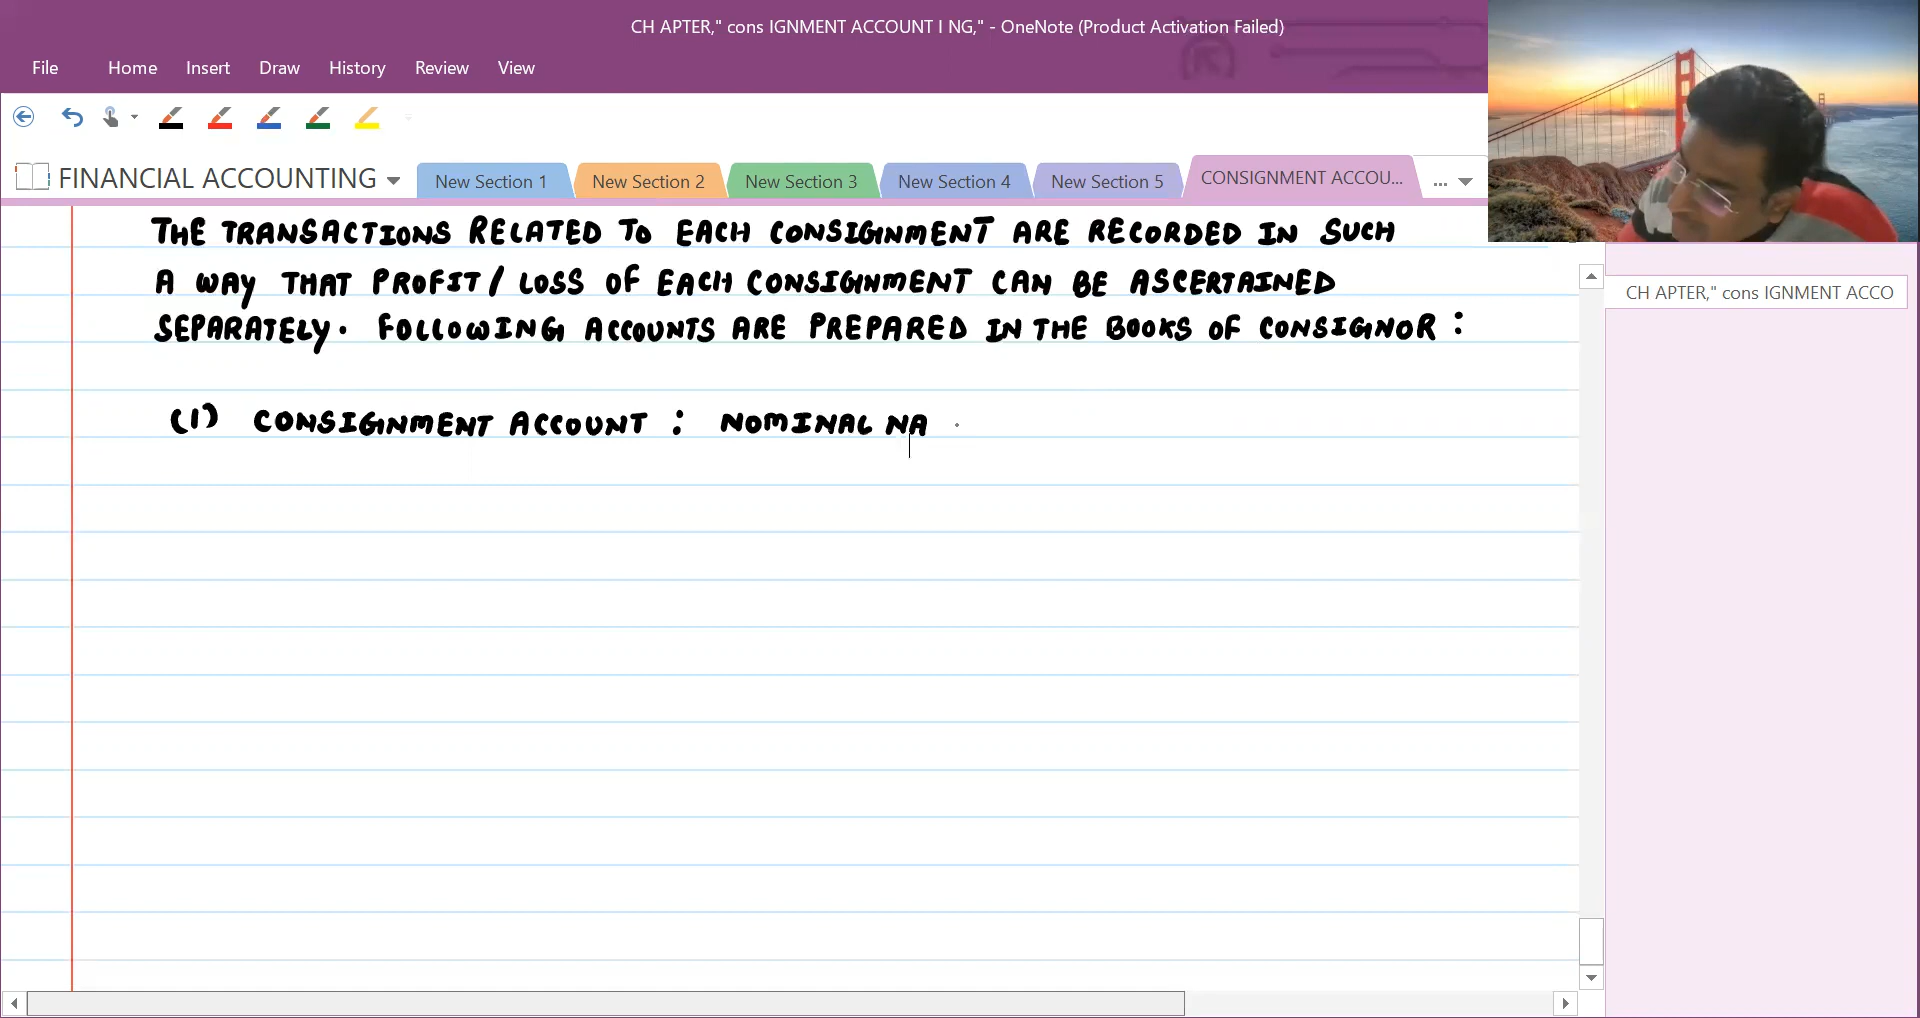 CH APTER," cons IGNMENT ACCOUNT I NG," - OneNote (Product Activation Failed)
File Home Insert Draw History Review View
FINANCIAL ACCOUNTING New Section 1 New Section 2 New Section 3 New Section 4 New Section 5 CONSIGNMENT ACCOU... ...
CH APTER," cons IGNMENT ACCO
THE TRANSACTIONS RELATED TO EACH CONSIGNMENT ARE RECORDED IN SUCH
A WAY THAT PROFIT/ LOSS OF EACH CONSIGNMENT CAN BE ASCERTAINED
SEPARATELY. FOLLOWING ACCOUNTS ARE PREPARED IN THE BOOKS OF CONSIGNOR :
(1) CONSIGNMENT ACCOUNT : NOMINAL NA